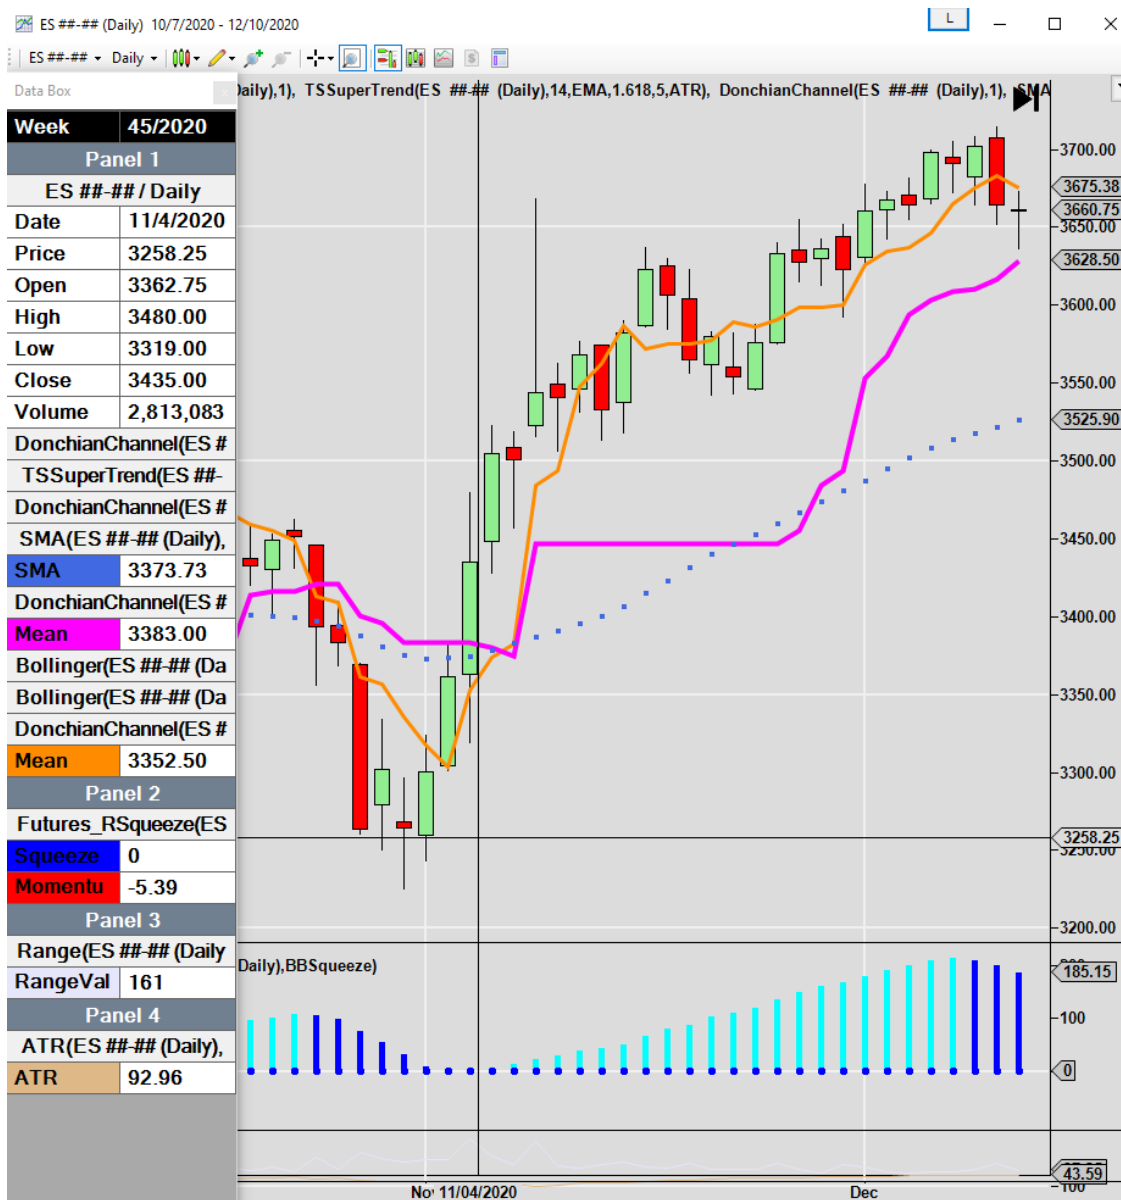 ES ##-## (Daily)  10/7/2020 - 12/10/2020
L
ES ##-## Daily
Data Box
Daily),1),  TSSuperTrend(ES  ##-##  (Daily),14,EMA,1.618,5,ATR),  DonchianChannel(ES  ##-##  (Daily),1),  SMA
Week 45/2020
Panel 1
ES ##-## / Daily
Date 11/4/2020
Price 3258.25
Open 3362.75
High 3480.00
Low 3319.00
Close 3435.00
Volume 2,813,083
DonchianChannel(ES #
TSSuperTrend(ES ##-
DonchianChannel(ES #
SMA(ES ##-## (Daily),
SMA 3373.73
DonchianChannel(ES #
Mean 3383.00
Bollinger(ES ##-## (Da
Bollinger(ES ##-## (Da
DonchianChannel(ES #
Mean 3352.50
Panel 2
Futures_RSqueeze(ES
Squeeze 0
Momentu -5.39
Panel 3
Range(ES ##-## (Daily
RangeVal 161
Panel 4
ATR(ES ##-## (Daily),
ATR 92.96
3700.00
3675.38
3660.75
3650.00
3628.50
3600.00
3550.00
3525.90
3500.00
3450.00
3400.00
3350.00
3300.00
3258.25
3250.00
3200.00
Daily),BBSqueeze)
185.15
100
0
43.59
100
No 11/04/2020
Dec